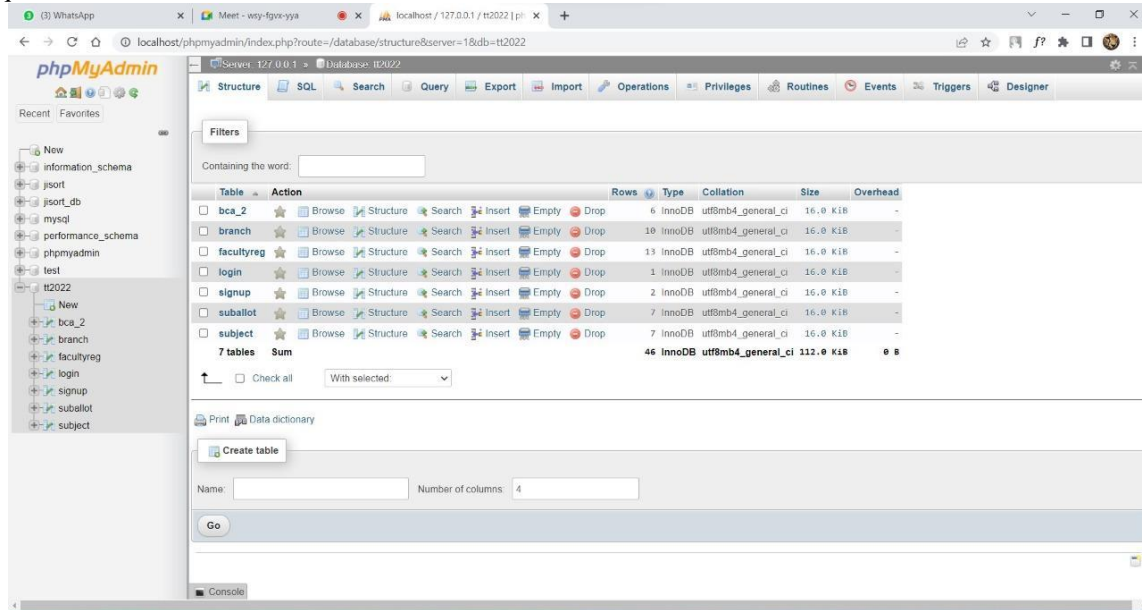 (3) WhatsApp
Meet - wsy-fgvx-yya
localhost / 127.0.0.1 / tt2022 | ph
localhost/phpmyadmin/index.php?route=/database/structure&server=1&db=tt2022
f?
phpMyAdmin
Recent Favorites
New
information_schema
jisort
jisort_db
mysql
performance_schema
phpmyadmin
test
tt2022
New
bca_2
branch
facultyreg
login
signup
suballot
subject
Server: 127.0.0.1 » Database: tt2022
Structure SQL Search Query Export Import Operations Privileges Routines Events Triggers Designer
Filters
Containing the word:
Table Action Rows Type Collation Size Overhead
bca_2 Browse Structure Search Insert Empty Drop 6 InnoDB utf8mb4_general_ci 16.0 KiB -
branch Browse Structure Search Insert Empty Drop 10 InnoDB utf8mb4_general_ci 16.0 KiB -
facultyreg Browse Structure Search Insert Empty Drop 13 InnoDB utf8mb4_general_ci 16.0 KiB -
login Browse Structure Search Insert Empty Drop 1 InnoDB utf8mb4_general_ci 16.0 KiB -
signup Browse Structure Search Insert Empty Drop 2 InnoDB utf8mb4_general_ci 16.0 KiB -
suballot Browse Structure Search Insert Empty Drop 7 InnoDB utf8mb4_general_ci 16.0 KiB -
subject Browse Structure Search Insert Empty Drop 7 InnoDB utf8mb4_general_ci 16.0 KiB -
7 tables Sum 46 InnoDB utf8mb4_general_ci 112.0 KiB 0 B
Check all With selected:
Print Data dictionary
Create table
Name: Number of columns: 4
Go
Console